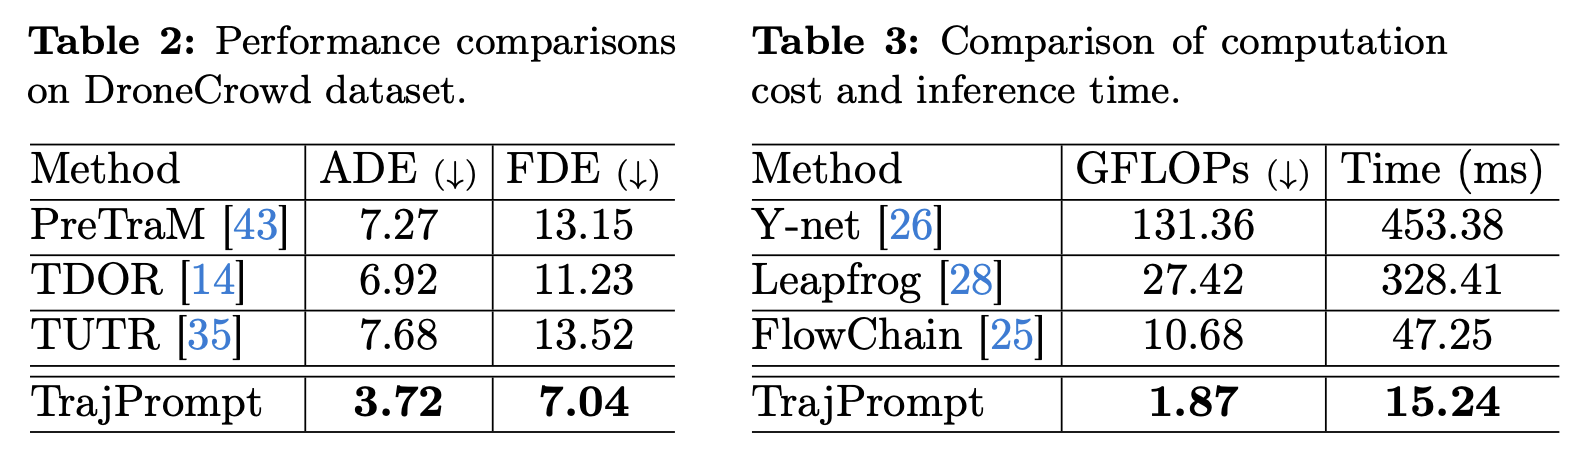 Table 2: Performance comparisons
on DroneCrowd dataset.
Method ADE (↓) FDE (↓)
PreTraM [43] 7.27 13.15
TDOR [14] 6.92 11.23
TUTR [35] 7.68 13.52
TrajPrompt 3.72 7.04
Table 3: Comparison of computation
cost and inference time.
Method GFLOPs (↓) Time (ms)
Y-net [26] 131.36 453.38
Leapfrog [28] 27.42 328.41
FlowChain [25] 10.68 47.25
TrajPrompt 1.87 15.24